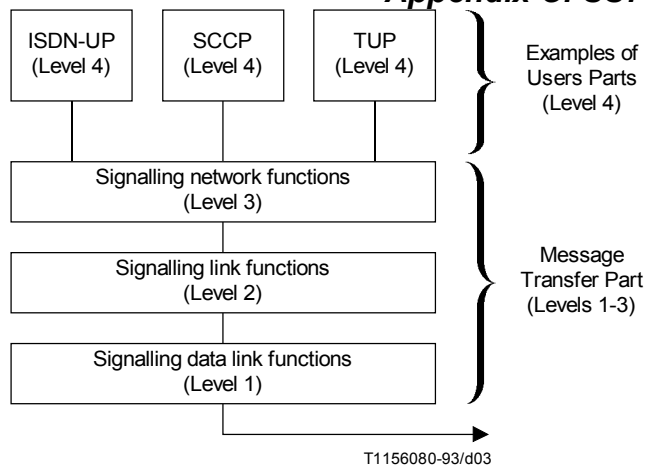 ISDN-UP
(Level 4)
SCCP
(Level 4)
TUP
(Level 4)
Examples of
Users Parts
(Level 4)
Signalling network functions
(Level 3)
Signalling link functions
(Level 2)
Message
Transfer Part
(Levels 1-3)
Signalling data link functions
(Level 1)
T1156080-93/d03